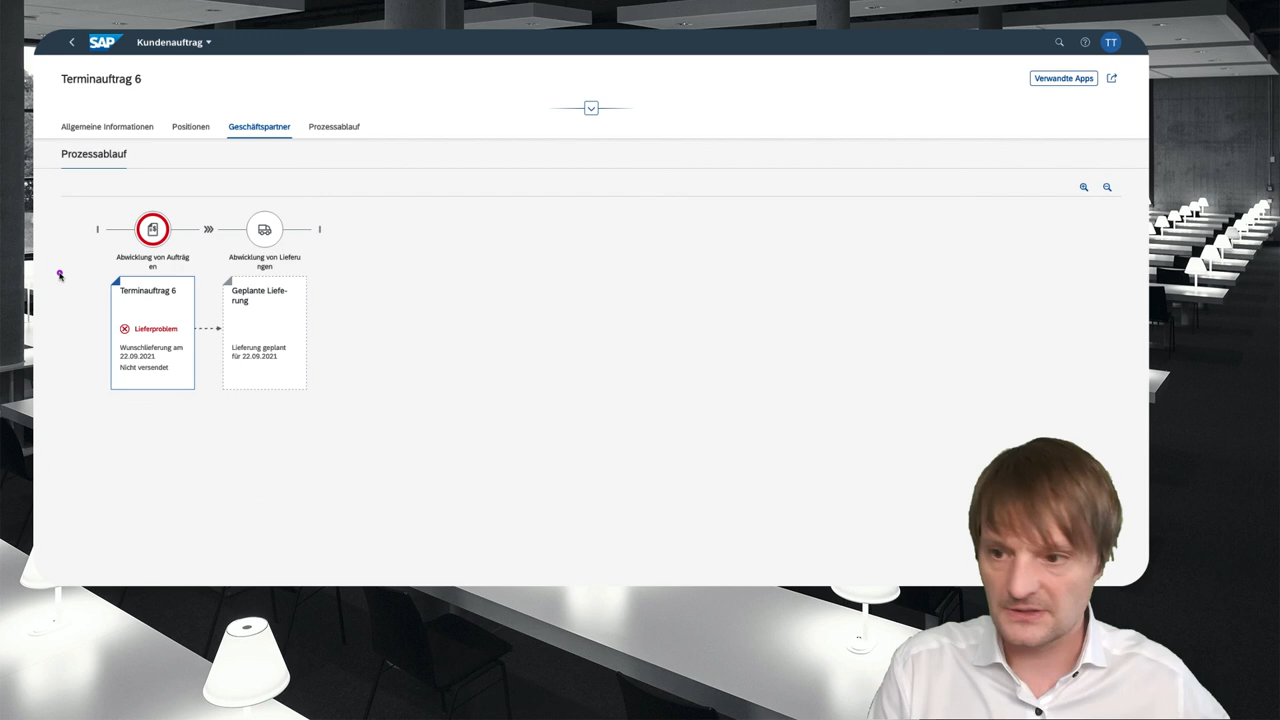 SAP Kundenauftrag
TT
Terminauftrag 6
Verwandte Apps
Allgemeine Informationen Positionen Geschäftspartner Prozessablauf
Prozessablauf
Abwicklung von Aufträg
en
Abwicklung von Lieferu
ngen
Terminauftrag 6
Lieferproblem
Wunschlieferung am
22.09.2021
Nicht versendet
Geplante Liefe-
rung
Lieferung geplant
für 22.09.2021